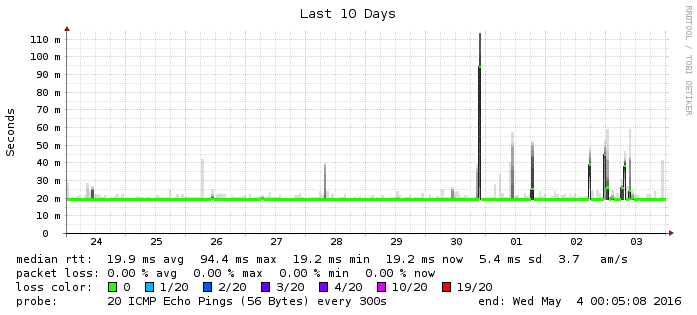 Last 10 Days
RRDTOOL / TOBI OETIKER
Seconds
110 m
100 m
90 m
80 m
70 m
60 m
50 m
40 m
30 m
20 m
10 m
0
24 25 26 27 28 29 30 01 02 03
median rtt: 19.9 ms avg 94.4 ms max 19.2 ms min 19.2 ms now 5.4 ms sd 3.7 am/s
packet loss: 0.00 % avg 0.00 % max 0.00 % min 0.00 % now
loss color: 0 1/20 2/20 3/20 4/20 10/20 19/20
probe: 20 ICMP Echo Pings (56 Bytes) every 300s end: Wed May 4 00:05:08 2016